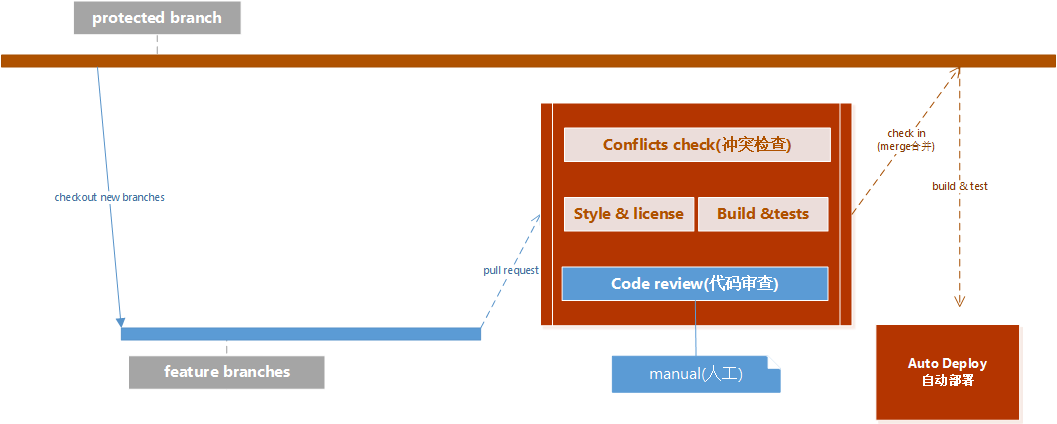 protected branch
checkout new branches
feature branches
pull request
Conflicts check(冲突检查)
Style & license
Build &tests
Code review(代码审查)
manual(人工)
check in
(merge合并)
build & test
Auto Deploy
自动部署